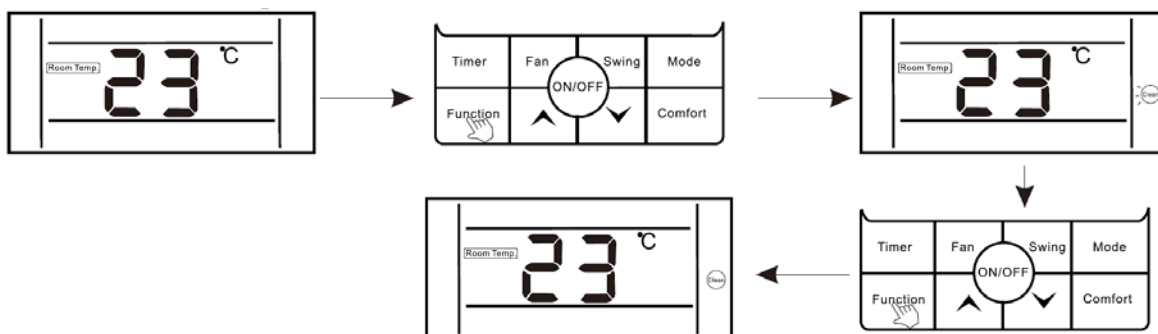 Room Temp.
23 °C
Timer Fan Swing Mode
ON/OFF
Function Comfort
Room Temp.
23 °C
Clean
Room Temp.
23 °C
Clean
Timer Fan Swing Mode
ON/OFF
Function Comfort